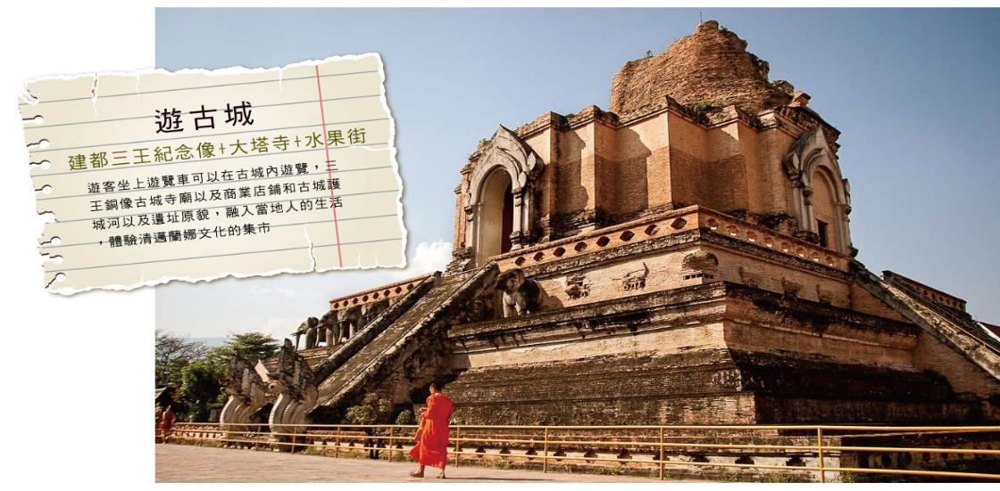 遊古城
建都三王紀念像+大塔寺+水果街
遊客坐上遊覽車可以在古城內遊覽，三
王銅像古城寺廟以及商業店鋪和古城護
城河以及遺址原貌，融入當地人的生活
，體驗清邁蘭娜文化的集市